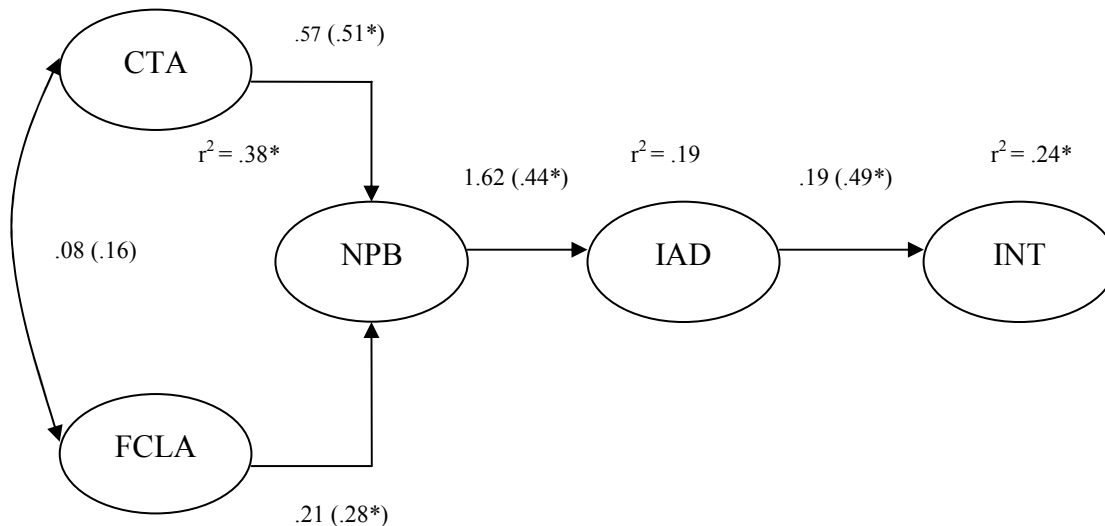 .57 (.51*)
CTA
r² = .38*
1.62 (.44*)
r² = .19
.19 (.49*)
r² = .24*
.08 (.16)
NPB
IAD
INT
FCLA
.21 (.28*)